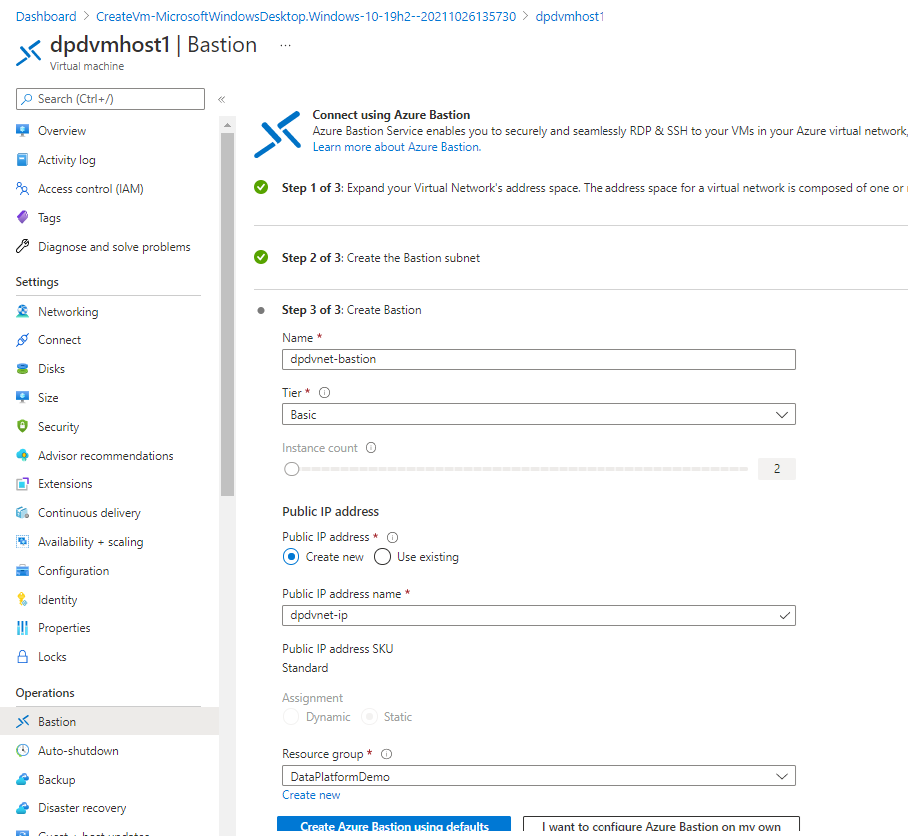 Dashboard > CreateVm-MicrosoftWindowsDesktop.Windows-10-19h2--20211026135730 > dpdvmhost1
dpdvmhost1 | Bastion ...
Virtual machine
Search (Ctrl+/)
«
Overview
Activity log
Access control (IAM)
Tags
Diagnose and solve problems
Settings
Networking
Connect
Disks
Size
Security
Advisor recommendations
Extensions
Continuous delivery
Availability + scaling
Configuration
Identity
Properties
Locks
Operations
Bastion
Auto-shutdown
Backup
Disaster recovery
Guest + host updates
Connect using Azure Bastion
Azure Bastion Service enables you to securely and seamlessly RDP & SSH to your VMs in your Azure virtual network,
Learn more about Azure Bastion.
Step 1 of 3: Expand your Virtual Network's address space. The address space for a virtual network is composed of one or
Step 2 of 3: Create the Bastion subnet
Step 3 of 3: Create Bastion
Name *
dpdvnet-bastion
Tier *
Basic
Instance count
2
Public IP address
Public IP address *
Create new Use existing
Public IP address name *
dpdvnet-ip
Public IP address SKU
Standard
Assignment
Dynamic Static
Resource group *
DataPlatformDemo
Create new
Create Azure Bastion using defaults
I want to configure Azure Bastion on my own